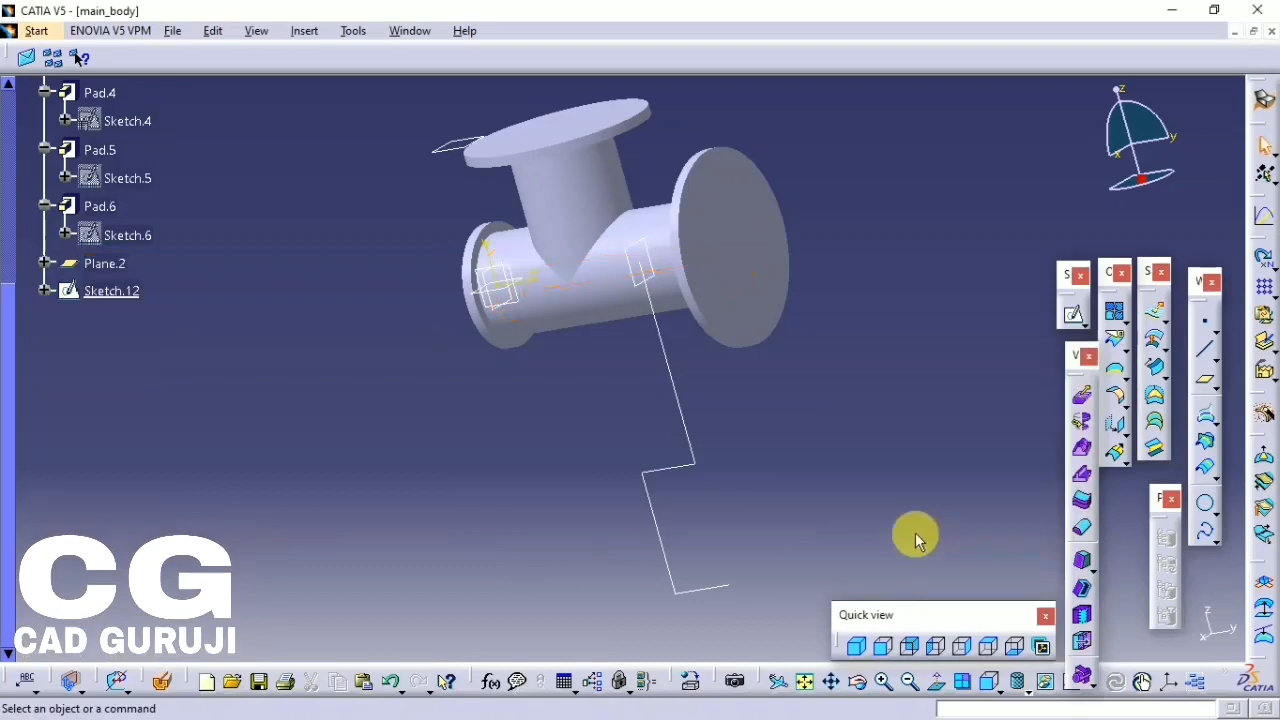 CATIA V5 - [main_body]
Start ENOVIA V5 VPM File Edit View Insert Tools Window Help
Pad.4
Sketch.4
Pad.5
Sketch.5
Pad.6
Sketch.6
Plane.2
Sketch.12
z
y
x
S
C
S
W
V
P
Quick view
CG
CAD GURUJI
z
x
y
CATIA
Select an object or a command